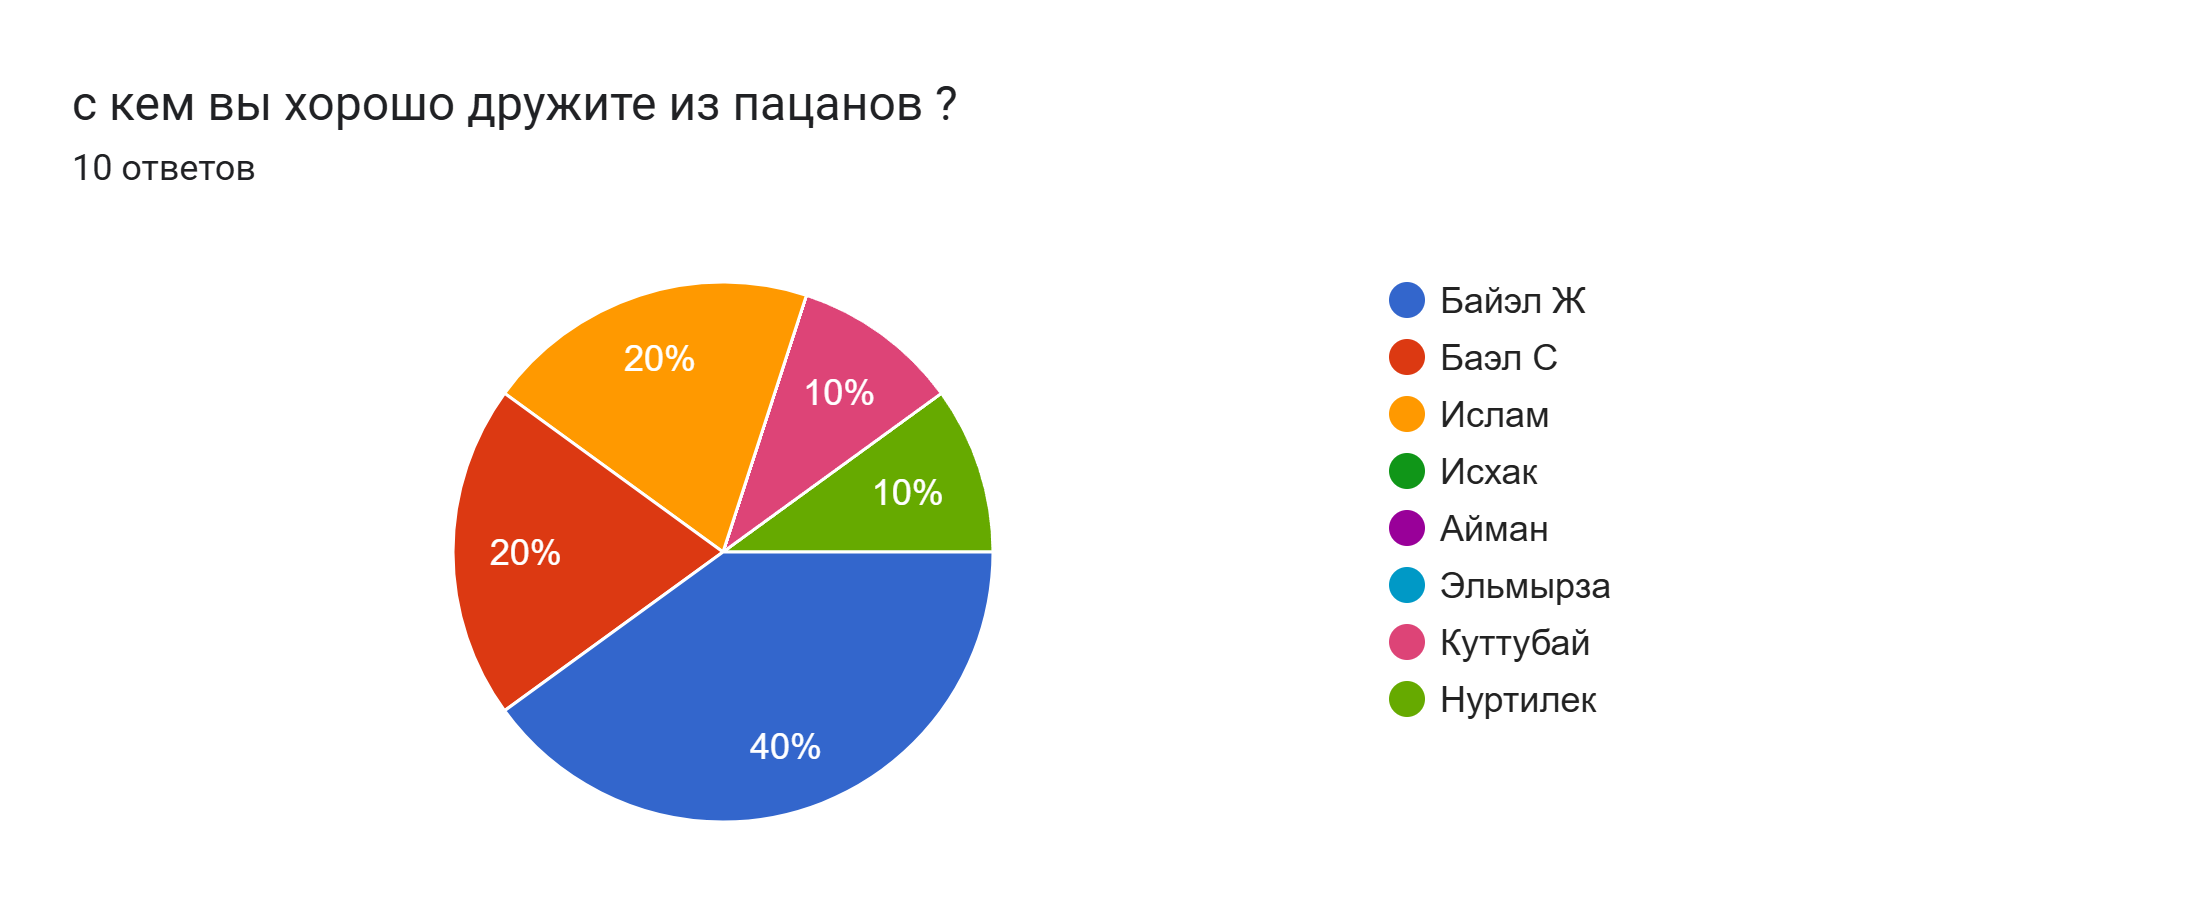 с кем вы хорошо дружите из пацанов ?
10 ответов
20%
10%
10%
20%
40%
Байэл Ж
Баэл С
Ислам
Исхак
Айман
Эльмырза
Куттубай
Нуртилек